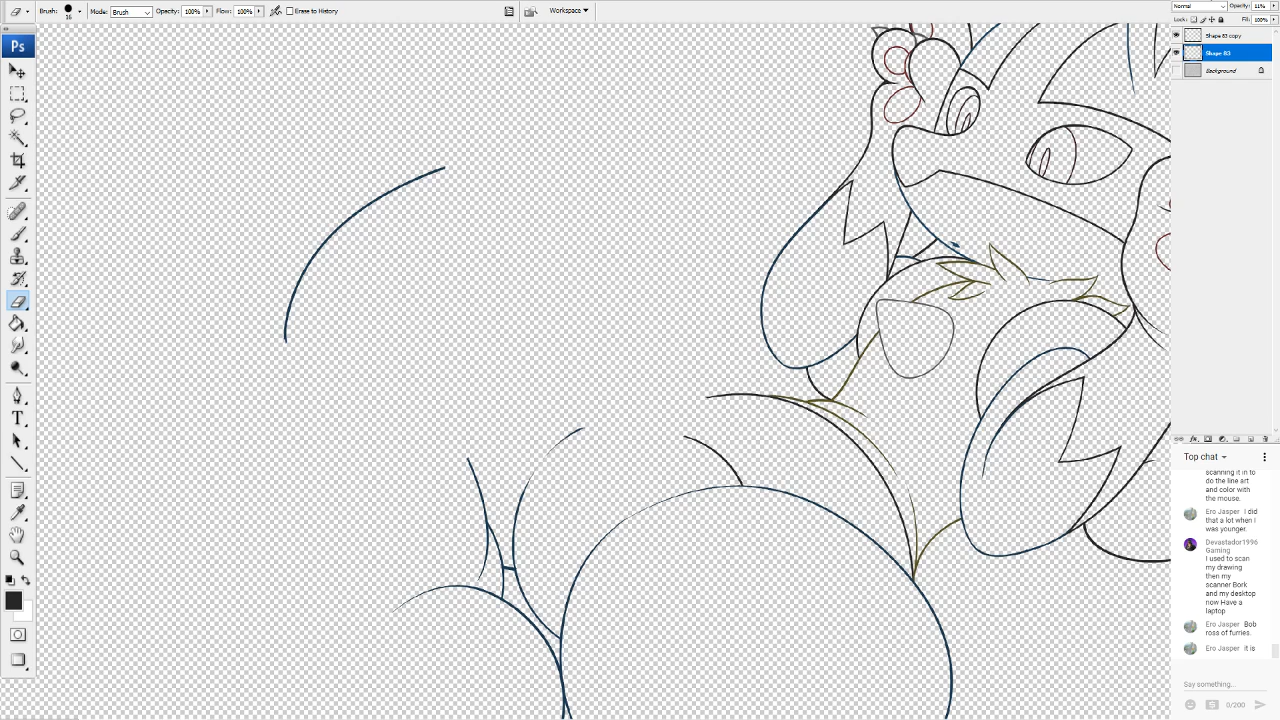 Brush: 16 Mode: Brush Opacity: 100% Flow: 100% Erase to History Workspace
Normal Opacity: 11%
Lock: Fill: 100%
Ps
Shape 83 copy
Shape 83
Background
T
fx
Top chat
scanning it in to
do the line art
and color with
the mouse.
Ero Jasper I did
that a lot when I
was younger.
Devastador1996
Gaming
I used to scan
my drawing
then my
scanner Bork
and my desktop
now Have a
laptop
Ero Jasper Bob
ross of furries.
Ero Jasper it is
Say something...
0/200